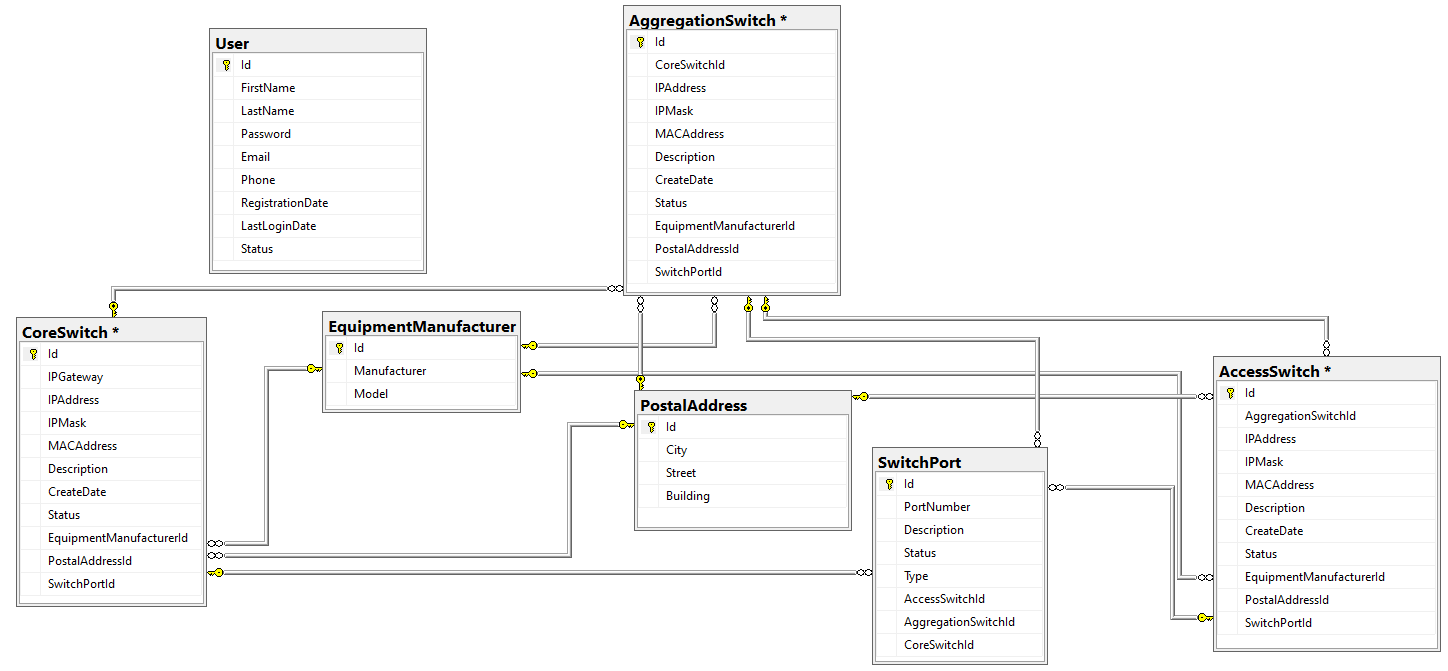 User
Id
FirstName
LastName
Password
Email
Phone
RegistrationDate
LastLoginDate
Status
AggregationSwitch *
Id
CoreSwitchId
IPAddress
IPMask
MACAddress
Description
CreateDate
Status
EquipmentManufacturerId
PostalAddressId
SwitchPortId
CoreSwitch *
Id
IPGateway
IPAddress
IPMask
MACAddress
Description
CreateDate
Status
EquipmentManufacturerId
PostalAddressId
SwitchPortId
EquipmentManufacturer
Id
Manufacturer
Model
PostalAddress
Id
City
Street
Building
SwitchPort
Id
PortNumber
Description
Status
Type
AccessSwitchId
AggregationSwitchId
CoreSwitchId
AccessSwitch *
Id
AggregationSwitchId
IPAddress
IPMask
MACAddress
Description
CreateDate
Status
EquipmentManufacturerId
PostalAddressId
SwitchPortId